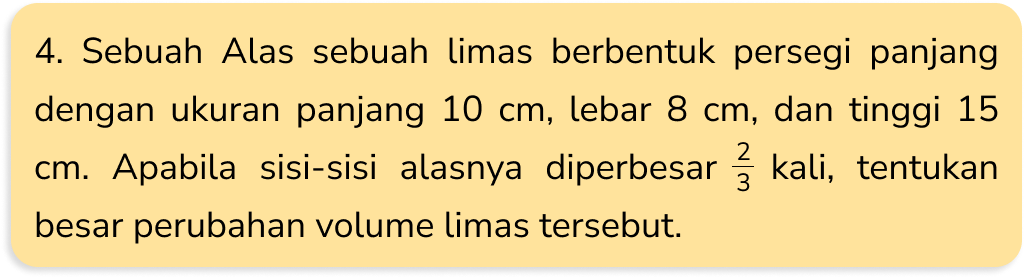 4. Sebuah Alas sebuah limas berbentuk persegi panjang
dengan ukuran panjang 10 cm, lebar 8 cm, dan tinggi 15
cm. Apabila sisi-sisi alasnya diperbesar 2/3 kali, tentukan
besar perubahan volume limas tersebut.